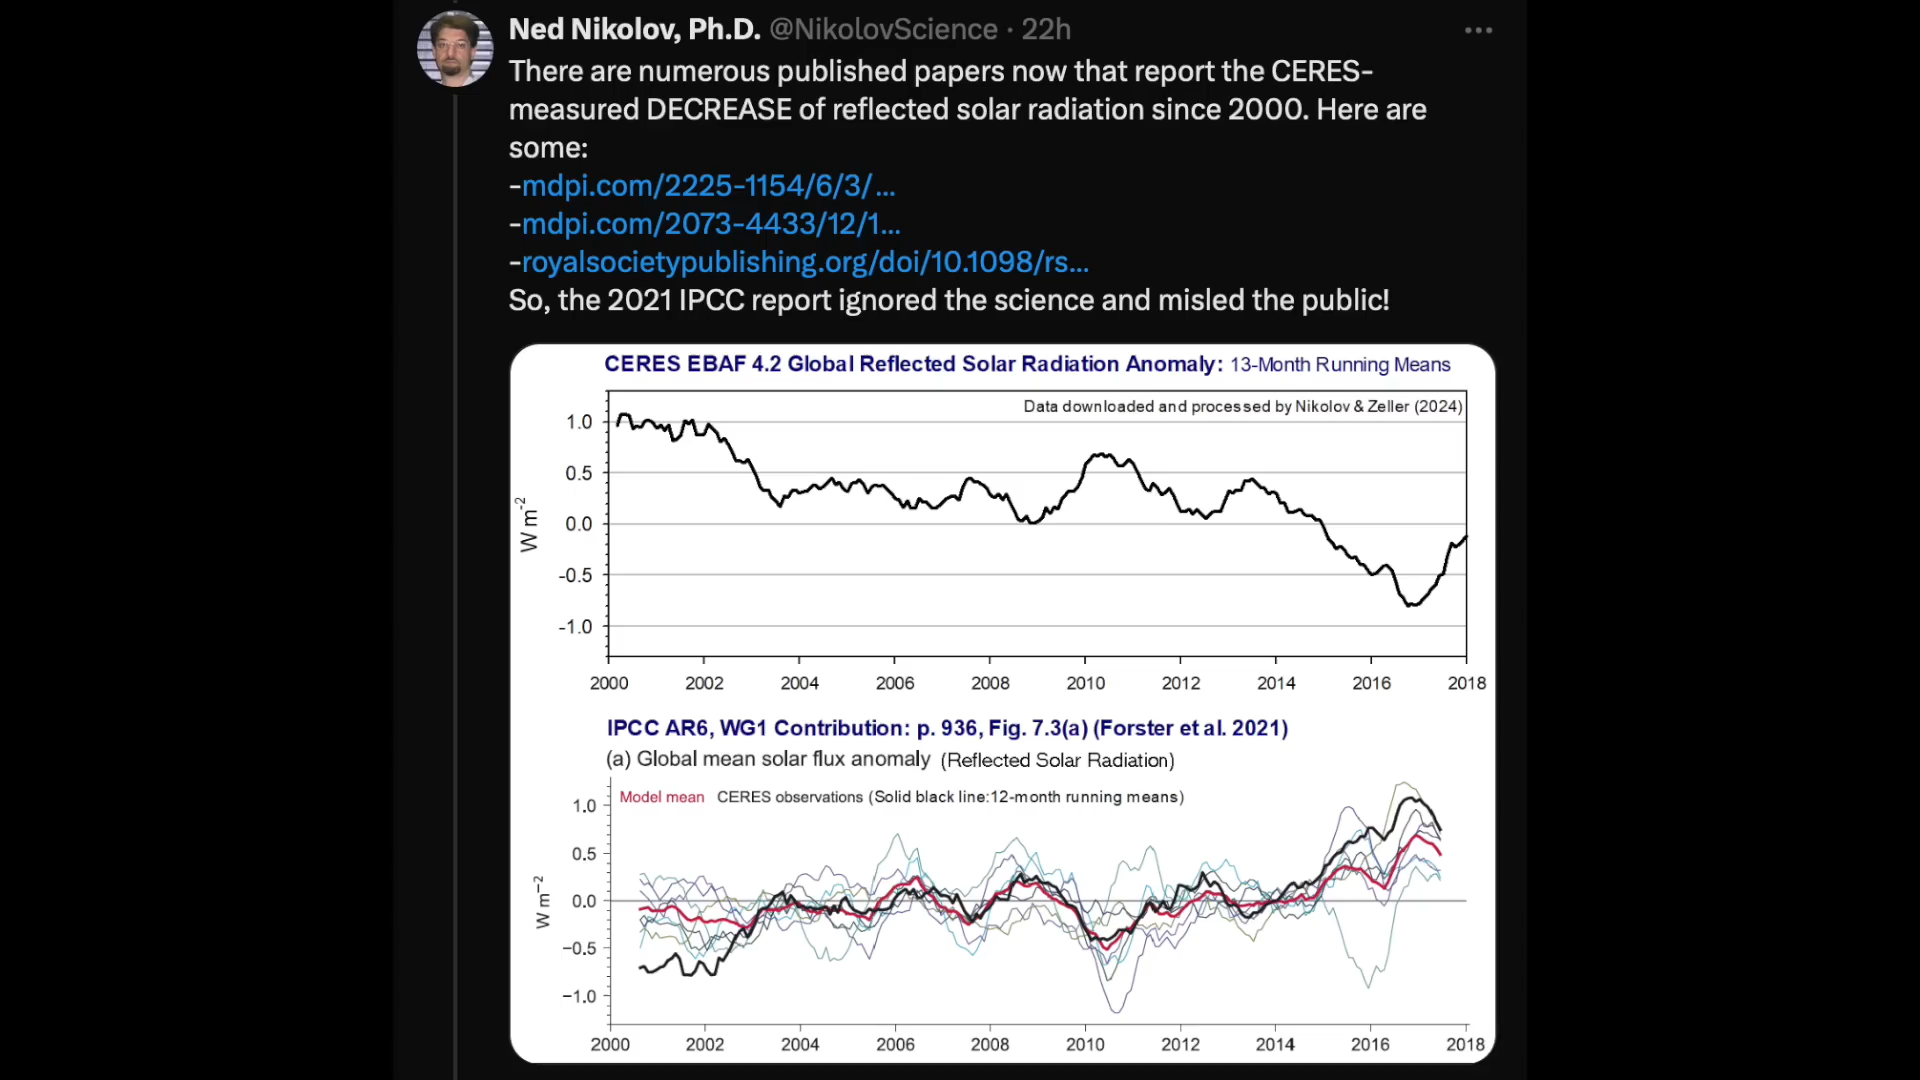 Ned Nikolov, Ph.D. @NikolovScience · 22h
There are numerous published papers now that report the CERES-
measured DECREASE of reflected solar radiation since 2000. Here are
some:
-mdpi.com/2225-1154/6/3/…
-mdpi.com/2073-4433/12/1…
-royalsocietypublishing.org/doi/10.1098/rs…
So, the 2021 IPCC report ignored the science and misled the public!
CERES EBAF 4.2 Global Reflected Solar Radiation Anomaly: 13-Month Running Means
Data downloaded and processed by Nikolov & Zeller (2024)
1.0
0.5
0.0
-0.5
-1.0
W m-2
2000 2002 2004 2006 2008 2010 2012 2014 2016 2018
IPCC AR6, WG1 Contribution: p. 936, Fig. 7.3(a) (Forster et al. 2021)
(a) Global mean solar flux anomaly (Reflected Solar Radiation)
Model mean CERES observations (Solid black line:12-month running means)
1.0
0.5
0.0
−0.5
−1.0
W m−2
2000 2002 2004 2006 2008 2010 2012 2014 2016 2018